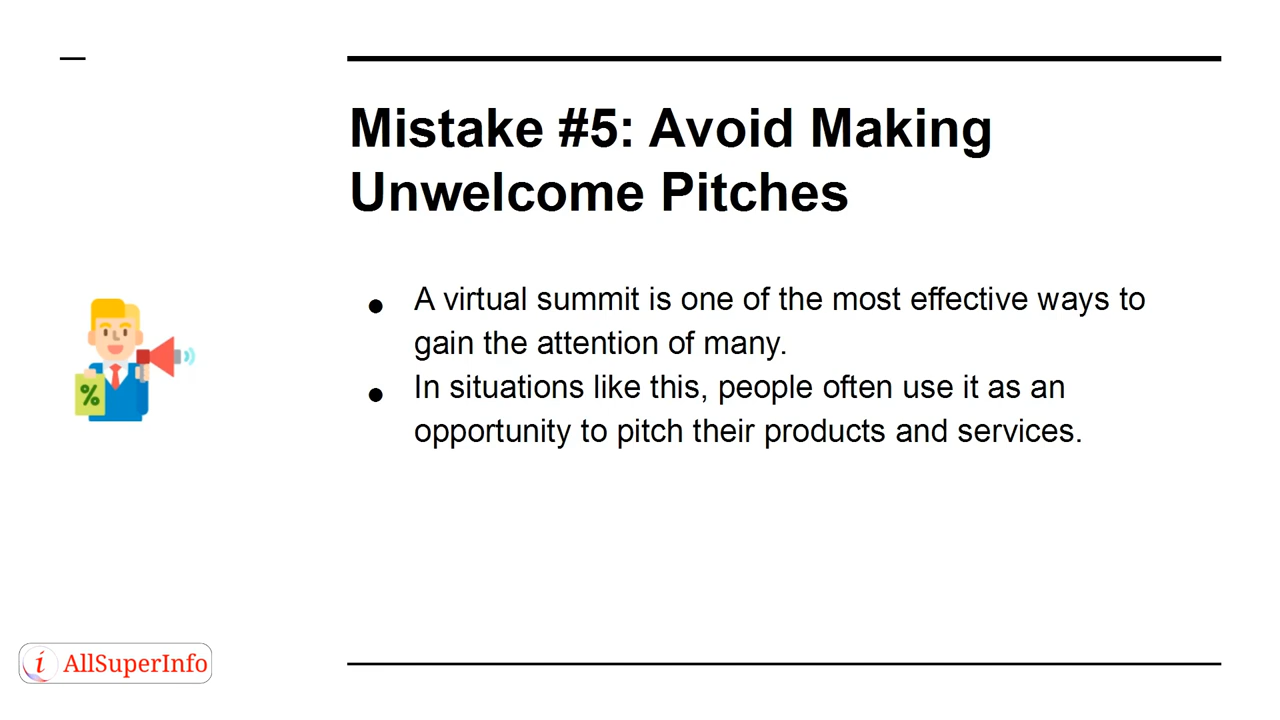 Mistake #5: Avoid Making
Unwelcome Pitches
● A virtual summit is one of the most effective ways to
gain the attention of many.
● In situations like this, people often use it as an
opportunity to pitch their products and services.
%
i AllSuperInfo